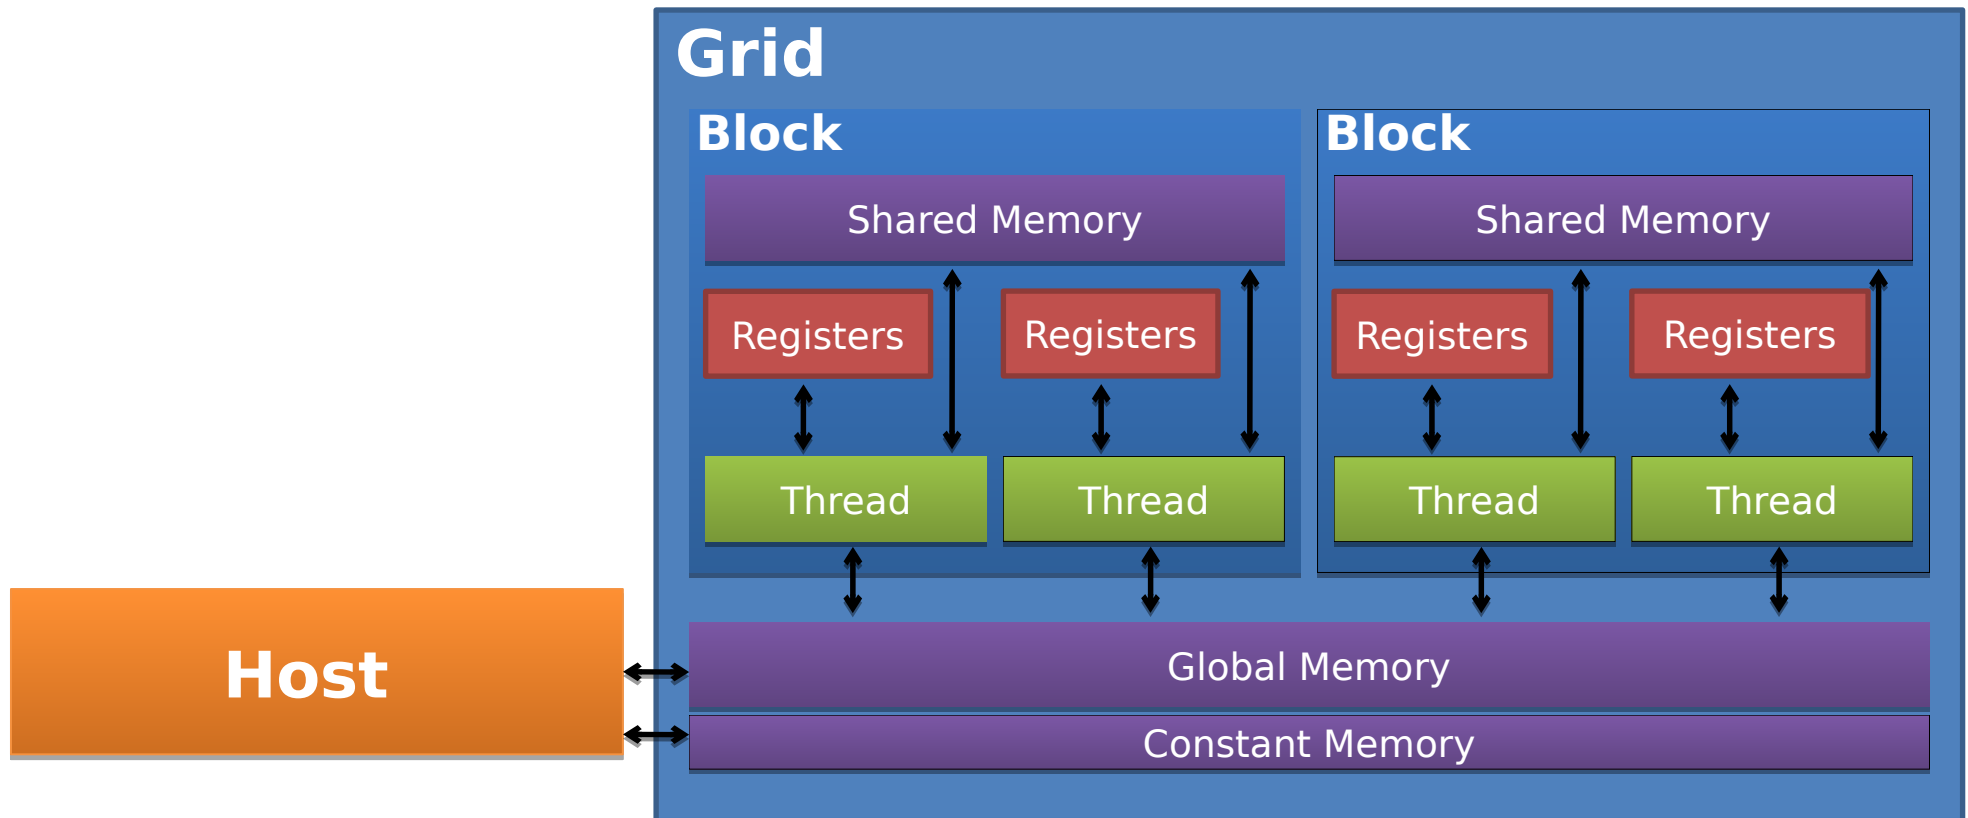 Grid
Block
Block
Shared Memory
Shared Memory
Registers
Registers
Registers
Registers
Thread
Thread
Thread
Thread
Host
Global Memory
Constant Memory